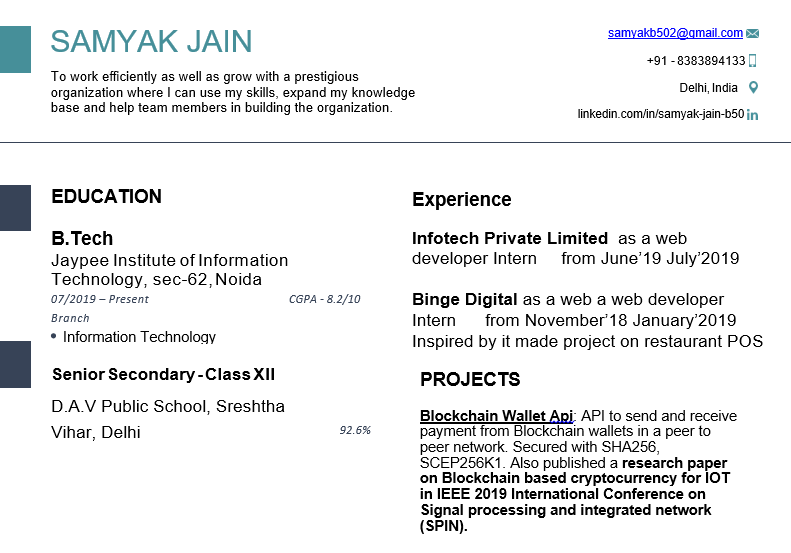 SAMYAK JAIN
To work efficiently as well as grow with a prestigious
organization where I can use my skills, expand my knowledge
base and help team members in building the organization.
samyakb502@gmail.com
+91 - 8383894133
Delhi, India
linkedin.com/in/samyak-jain-b50
EDUCATION
B.Tech
Jaypee Institute of Information
Technology, sec-62, Noida
07/2019 – Present CGPA - 8.2/10
Branch
• Information Technology
Senior Secondary - Class XII
D.A.V Public School, Sreshtha
Vihar, Delhi 92.6%
Experience
Infotech Private Limited as a web
developer Intern from June’19 July’2019
Binge Digital as a web a web developer
Intern from November’18 January’2019
Inspired by it made project on restaurant POS
PROJECTS
Blockchain Wallet Api: API to send and receive
payment from Blockchain wallets in a peer to
peer network. Secured with SHA256,
SCEP256K1. Also published a research paper
on Blockchain based cryptocurrency for IOT
in IEEE 2019 International Conference on
Signal processing and integrated network
(SPIN).